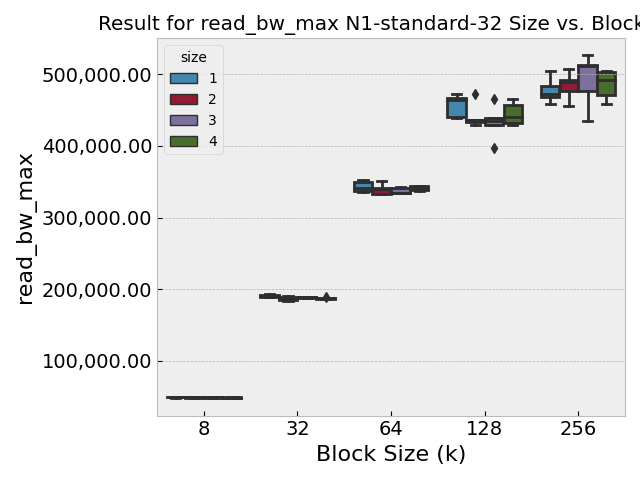 Result for read_bw_max N1-standard-32 Size vs. Block
size
1
2
3
4
500,000.00
400,000.00
300,000.00
200,000.00
100,000.00
read_bw_max
8 32 64 128 256
Block Size (k)